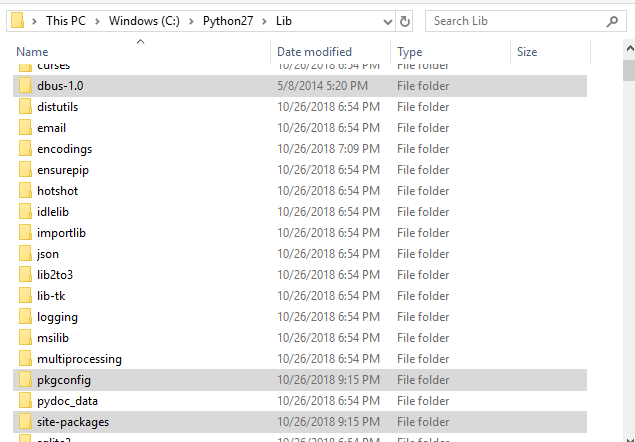 This PC > Windows (C:) > Python27 > Lib
Search Lib
Name Date modified Type Size
curses 10/26/2018 6:54 PM File folder
dbus-1.0 5/8/2014 5:20 PM File folder
distutils 10/26/2018 6:54 PM File folder
email 10/26/2018 6:54 PM File folder
encodings 10/26/2018 7:09 PM File folder
ensurepip 10/26/2018 6:54 PM File folder
hotshot 10/26/2018 6:54 PM File folder
idlelib 10/26/2018 6:54 PM File folder
importlib 10/26/2018 6:54 PM File folder
json 10/26/2018 6:54 PM File folder
lib2to3 10/26/2018 6:54 PM File folder
lib-tk 10/26/2018 6:54 PM File folder
logging 10/26/2018 6:54 PM File folder
msilib 10/26/2018 6:54 PM File folder
multiprocessing 10/26/2018 6:54 PM File folder
pkgconfig 10/26/2018 9:15 PM File folder
pydoc_data 10/26/2018 6:54 PM File folder
site-packages 10/26/2018 9:15 PM File folder
sqlite3 10/26/2018 6:54 PM File folder